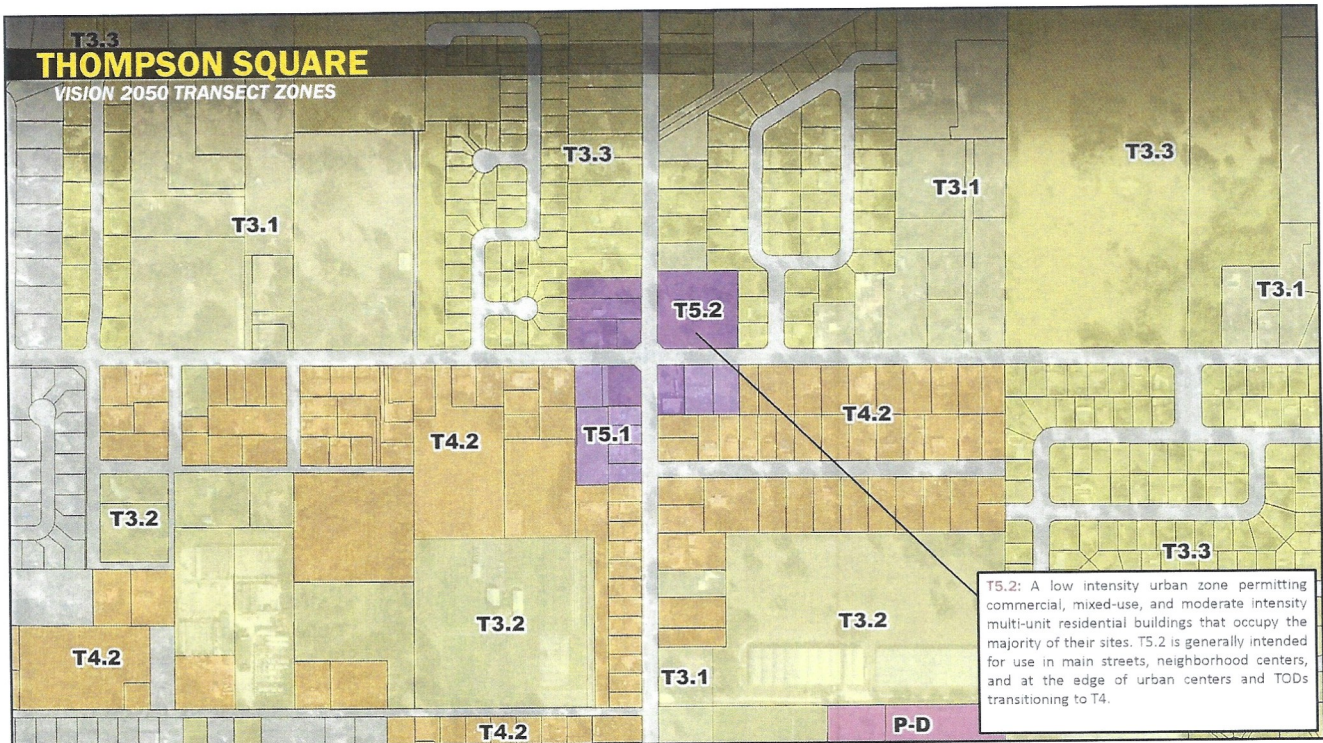 T3.3
THOMPSON SQUARE
VISION 2050 TRANSECT ZONES
T3.3
T3.3
T3.1
T3.1
T3.1
T5.2
T4.2
T4.2
T5.1
T3.2
T3.3
T3.2
T3.2
T4.2
T3.1
P-D
T4.2
T5.2: A low intensity urban zone permitting
commercial, mixed-use, and moderate intensity
multi-unit residential buildings that occupy the
majority of their sites. T5.2 is generally intended
for use in main streets, neighborhood centers,
and at the edge of urban centers and TODs
transitioning to T4.